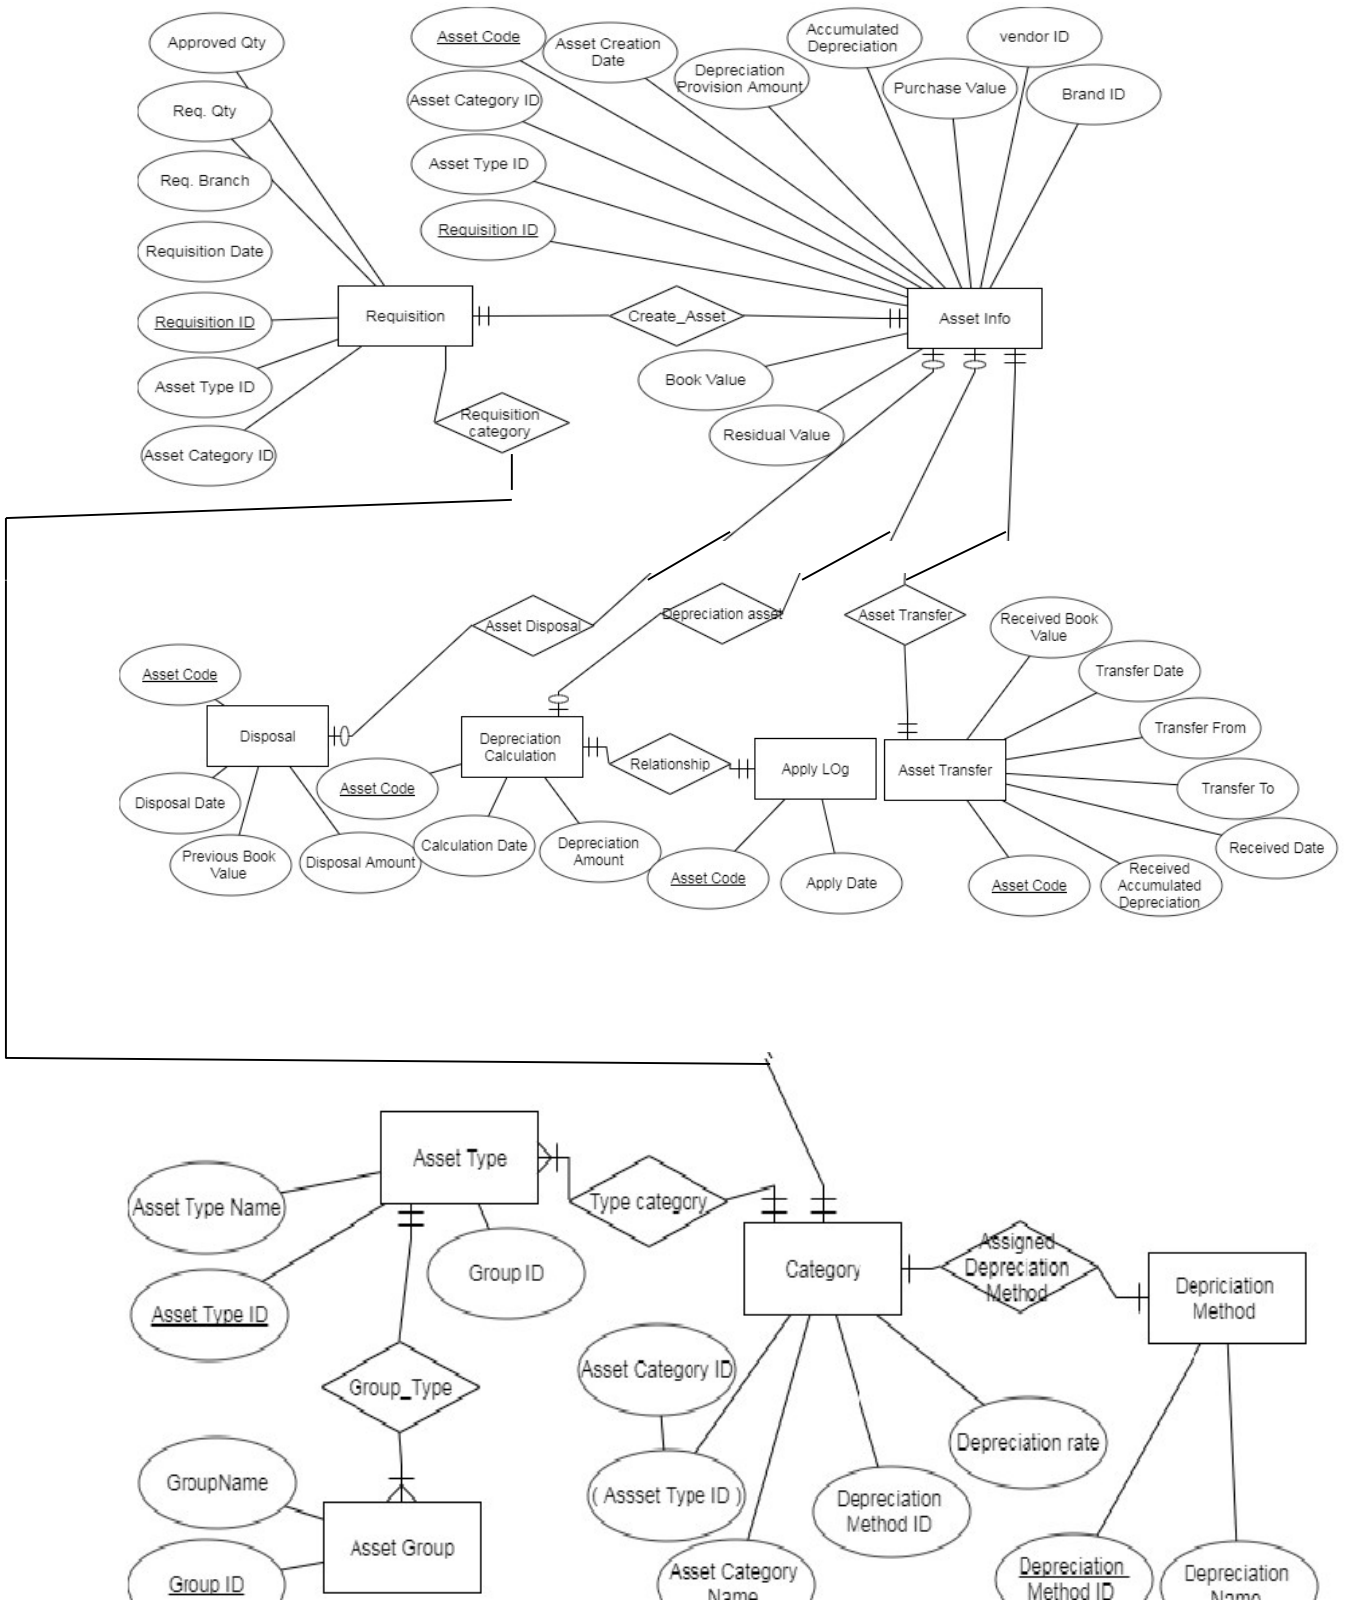 Approved Qty
Req. Qty
Req. Branch
Requisition Date
Requisition ID
Asset Type ID
Asset Category ID
Requisition
Requisition
category
Asset Code
Asset Category ID
Asset Type ID
Requisition ID
Asset Creation
Date
Depreciation
Provision Amount
Accumulated
Depreciation
Purchase Value
vendor ID
Brand ID
Create_Asset
Asset Info
Book Value
Residual Value
Asset Disposal
Depreciation asset
Asset Transfer
Asset Code
Disposal
Disposal Date
Previous Book
Value
Disposal Amount
Depreciation
Calculation
Asset Code
Calculation Date
Depreciation
Amount
Relationship
Apply LOg
Asset Code
Apply Date
Asset Transfer
Received Book
Value
Transfer Date
Transfer From
Transfer To
Received Date
Received
Accumulated
Depreciation
Asset Code
Asset Type
Asset Type Name
Asset Type ID
Group ID
Type category
Group_Type
GroupName
Group ID
Asset Group
Category
Asset Category ID
( Assset Type ID )
Asset Category
Name
Depreciation
Method ID
Depreciation rate
Assigned
Depreciation
Method
Depriciation
Method
Depreciation
Method ID
Depreciation
Name